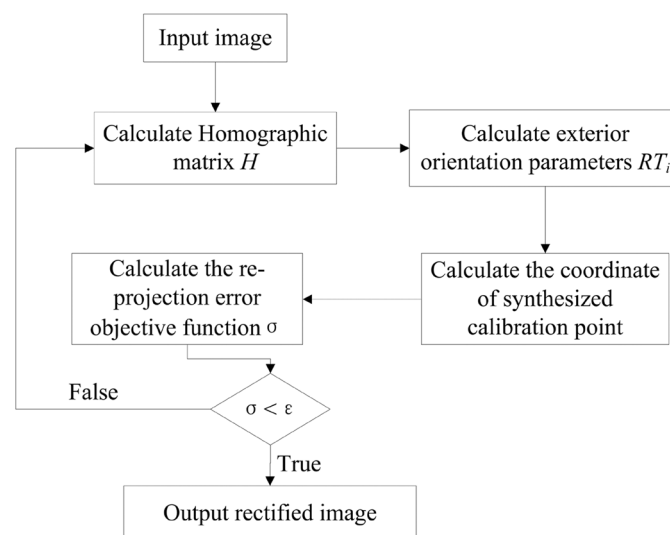 Input image
Calculate Homographic
matrix H
Calculate exterior
orientation parameters RTi
Calculate the coordinate
of synthesized
calibration point
Calculate the re-
projection error
objective function σ
σ < ε
False
True
Output rectified image